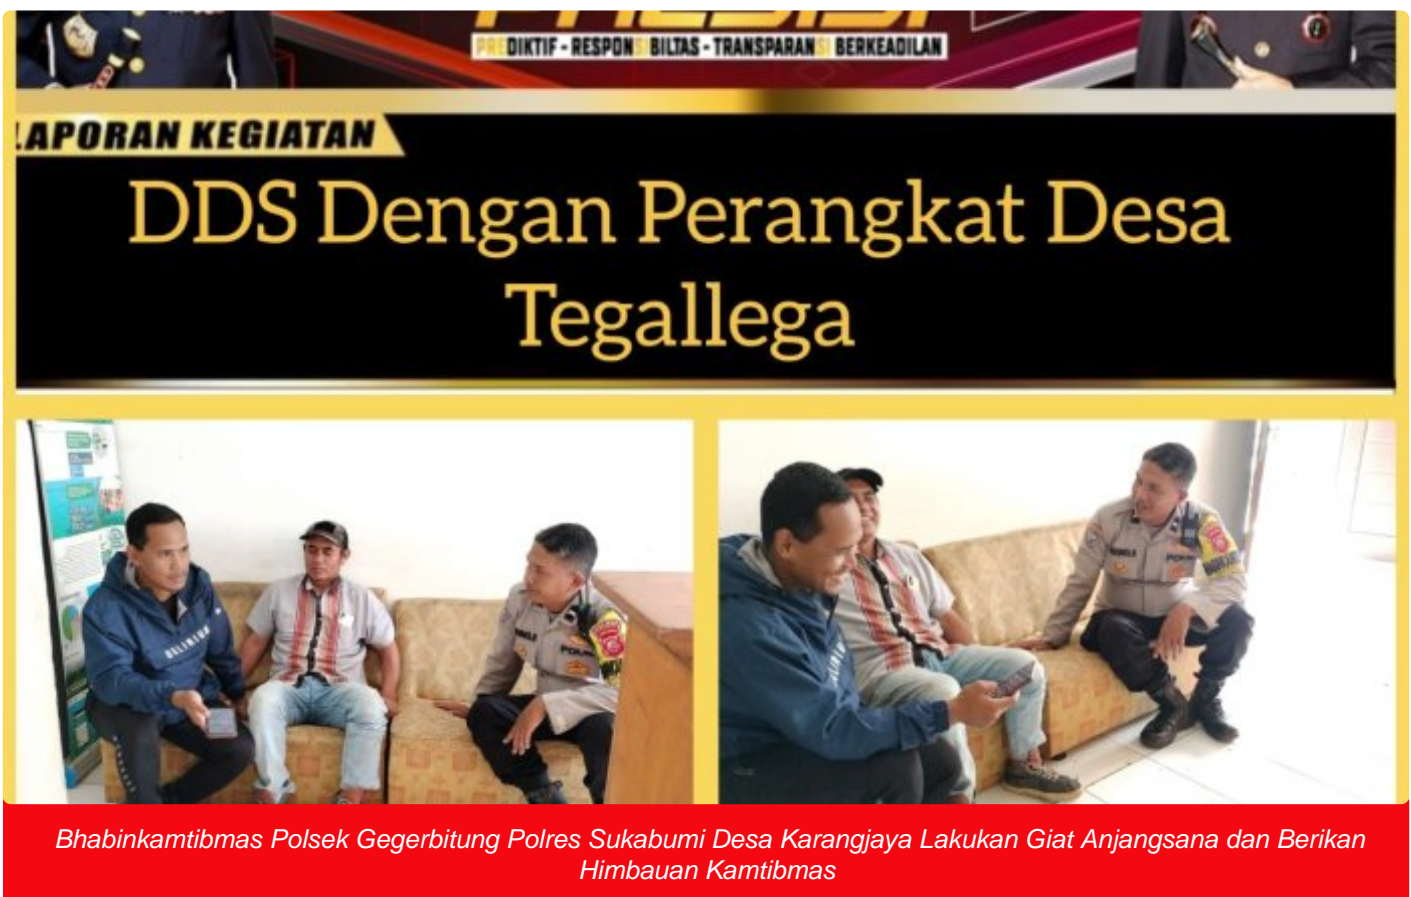 PRESISI
PREDIKTIF - RESPONSIBILTAS - TRANSPARANSI BERKEADILAN
LAPORAN KEGIATAN
DDS Dengan Perangkat Desa
Tegallega
Bhabinkamtibmas Polsek Gegerbitung Polres Sukabumi Desa Karangjaya Lakukan Giat Anjangsana dan Berikan
Himbauan Kamtibmas